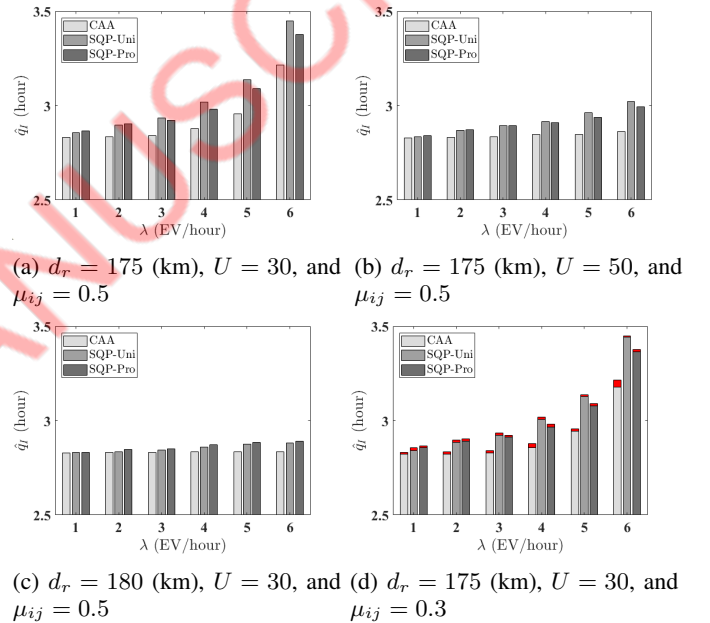 3.5
3
2.5
q̂_I (hour)
CAA
SQP-Uni
SQP-Pro
1 2 3 4 5 6
λ (EV/hour)
(a) d_r = 175 (km), U = 30, and
μ_ij = 0.5
3.5
3
2.5
q̂_I (hour)
CAA
SQP-Uni
SQP-Pro
1 2 3 4 5 6
λ (EV/hour)
(b) d_r = 175 (km), U = 50, and
μ_ij = 0.5
3.5
3
2.5
q̂_I (hour)
CAA
SQP-Uni
SQP-Pro
1 2 3 4 5 6
λ (EV/hour)
(c) d_r = 180 (km), U = 30, and
μ_ij = 0.5
3.5
3
2.5
q̂_I (hour)
CAA
SQP-Uni
SQP-Pro
1 2 3 4 5 6
λ (EV/hour)
(d) d_r = 175 (km), U = 30, and
μ_ij = 0.3
ANUSC